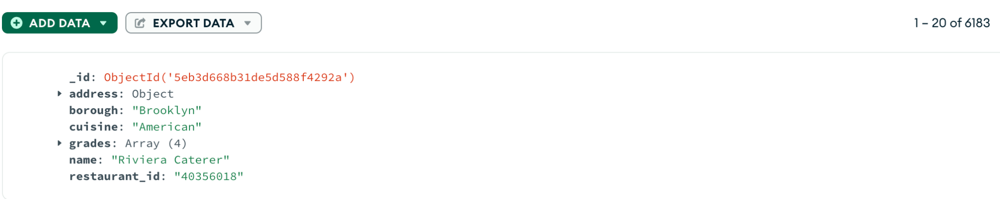 ADD DATA EXPORT DATA 1 – 20 of 6183
_id: ObjectId('5eb3d668b31de5d588f4292a')
address: Object
borough: "Brooklyn"
cuisine: "American"
grades: Array (4)
name: "Riviera Caterer"
restaurant_id: "40356018"